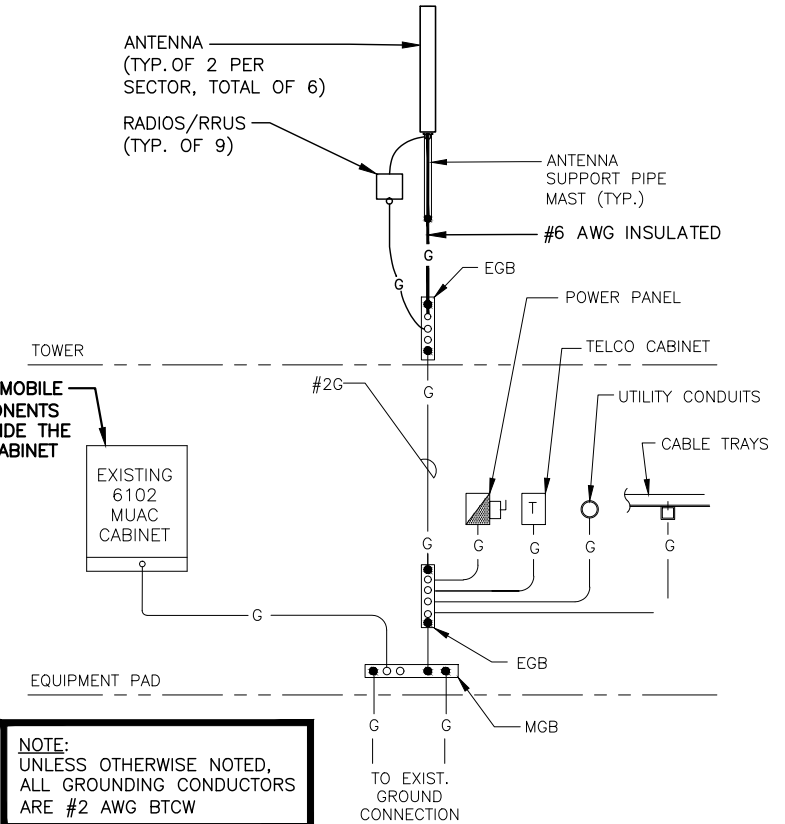 ANTENNA
(TYP. OF 2 PER
SECTOR, TOTAL OF 6)
RADIOS/RRUS
(TYP. OF 9)
ANTENNA
SUPPORT PIPE
MAST (TYP.)
#6 AWG INSULATED
G
G
EGB
POWER PANEL
TOWER
TELCO CABINET
#2G
G
UTILITY CONDUITS
MOBILE
ONENTS
IDE THE
ABINET
CABLE TRAYS
EXISTING
6102
MUAC
CABINET
T
G
G
G
G
G
G
EGB
EQUIPMENT PAD
G
G
MGB
NOTE:
UNLESS OTHERWISE NOTED,
ALL GROUNDING CONDUCTORS
ARE #2 AWG BTCW
TO EXIST.
GROUND
CONNECTION